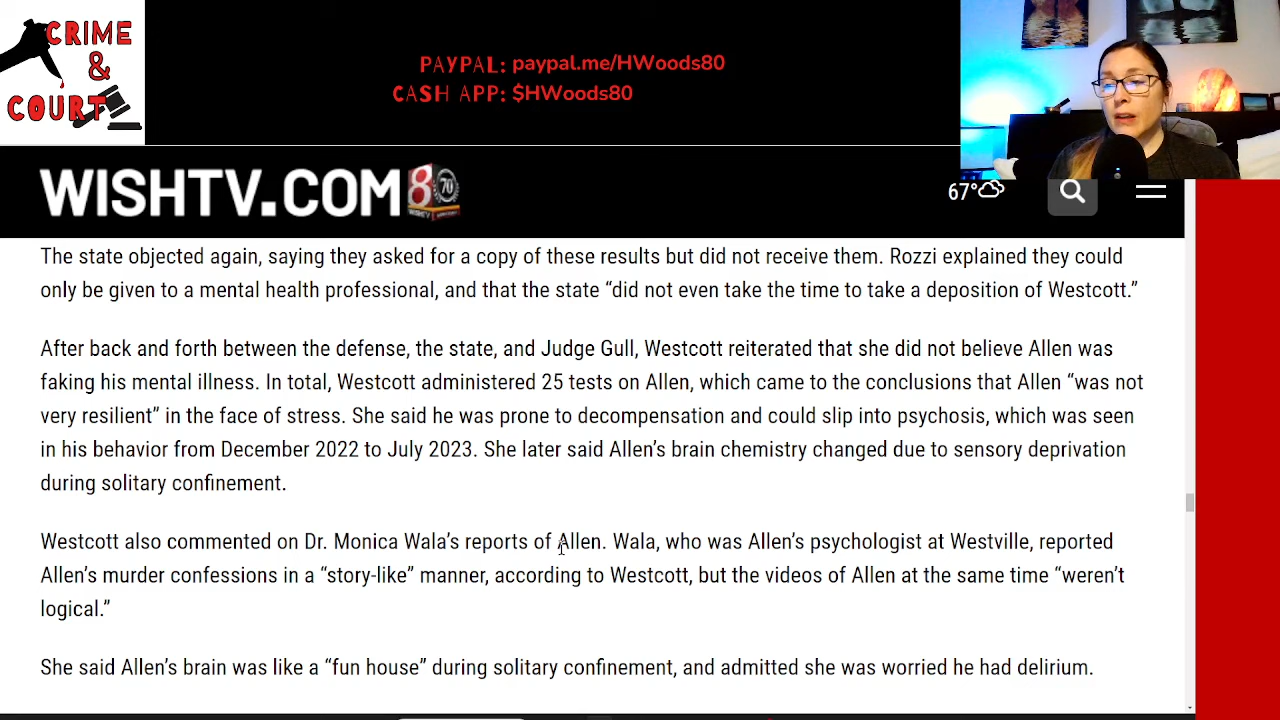 CRIME
&
COURT
PAYPAL: paypal.me/HWoods80
CASH APP: $HWoods80
WISHTV.COM 8 70
67°
The state objected again, saying they asked for a copy of these results but did not receive them. Rozzi explained they could
only be given to a mental health professional, and that the state “did not even take the time to take a deposition of Westcott.”
After back and forth between the defense, the state, and Judge Gull, Westcott reiterated that she did not believe Allen was
faking his mental illness. In total, Westcott administered 25 tests on Allen, which came to the conclusions that Allen “was not
very resilient” in the face of stress. She said he was prone to decompensation and could slip into psychosis, which was seen
in his behavior from December 2022 to July 2023. She later said Allen’s brain chemistry changed due to sensory deprivation
during solitary confinement.
Westcott also commented on Dr. Monica Wala’s reports of Allen. Wala, who was Allen’s psychologist at Westville, reported
Allen’s murder confessions in a “story-like” manner, according to Westcott, but the videos of Allen at the same time “weren’t
logical.”
She said Allen’s brain was like a “fun house” during solitary confinement, and admitted she was worried he had delirium.